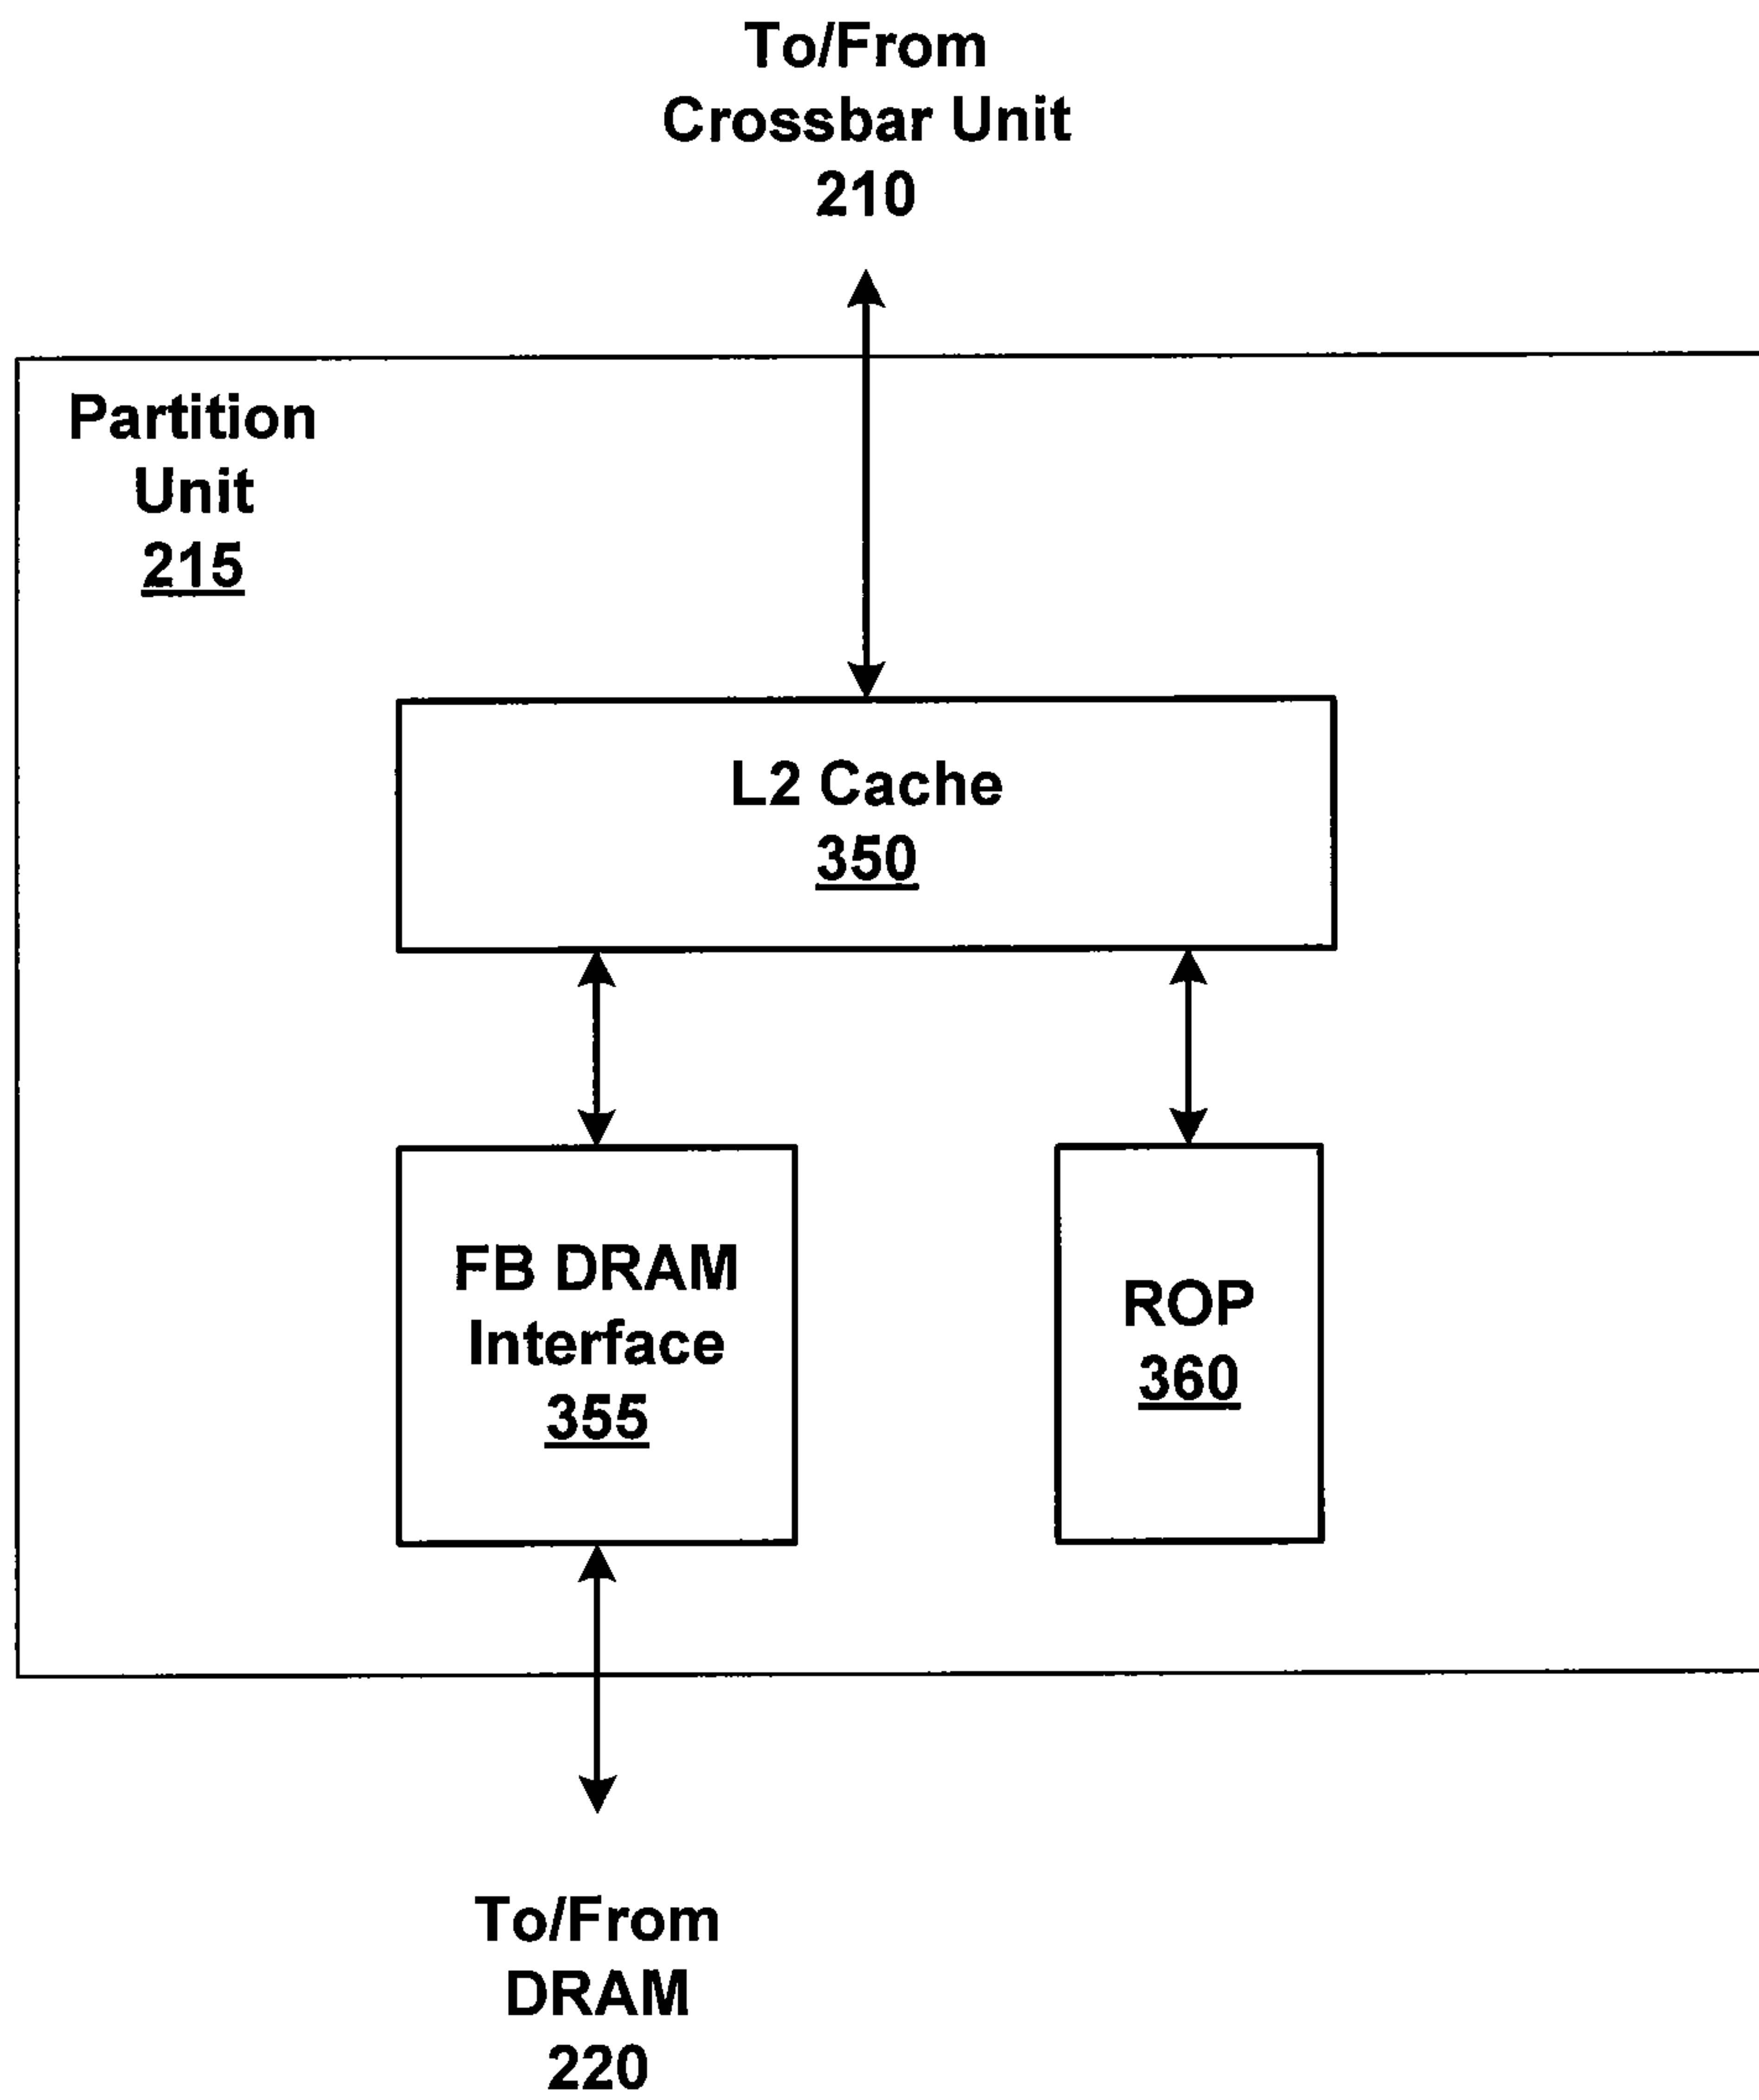 To/From
Crossbar Unit
210
Partition
Unit
215
L2 Cache
350
FB DRAM
Interface
355
ROP
360
To/From
DRAM
220